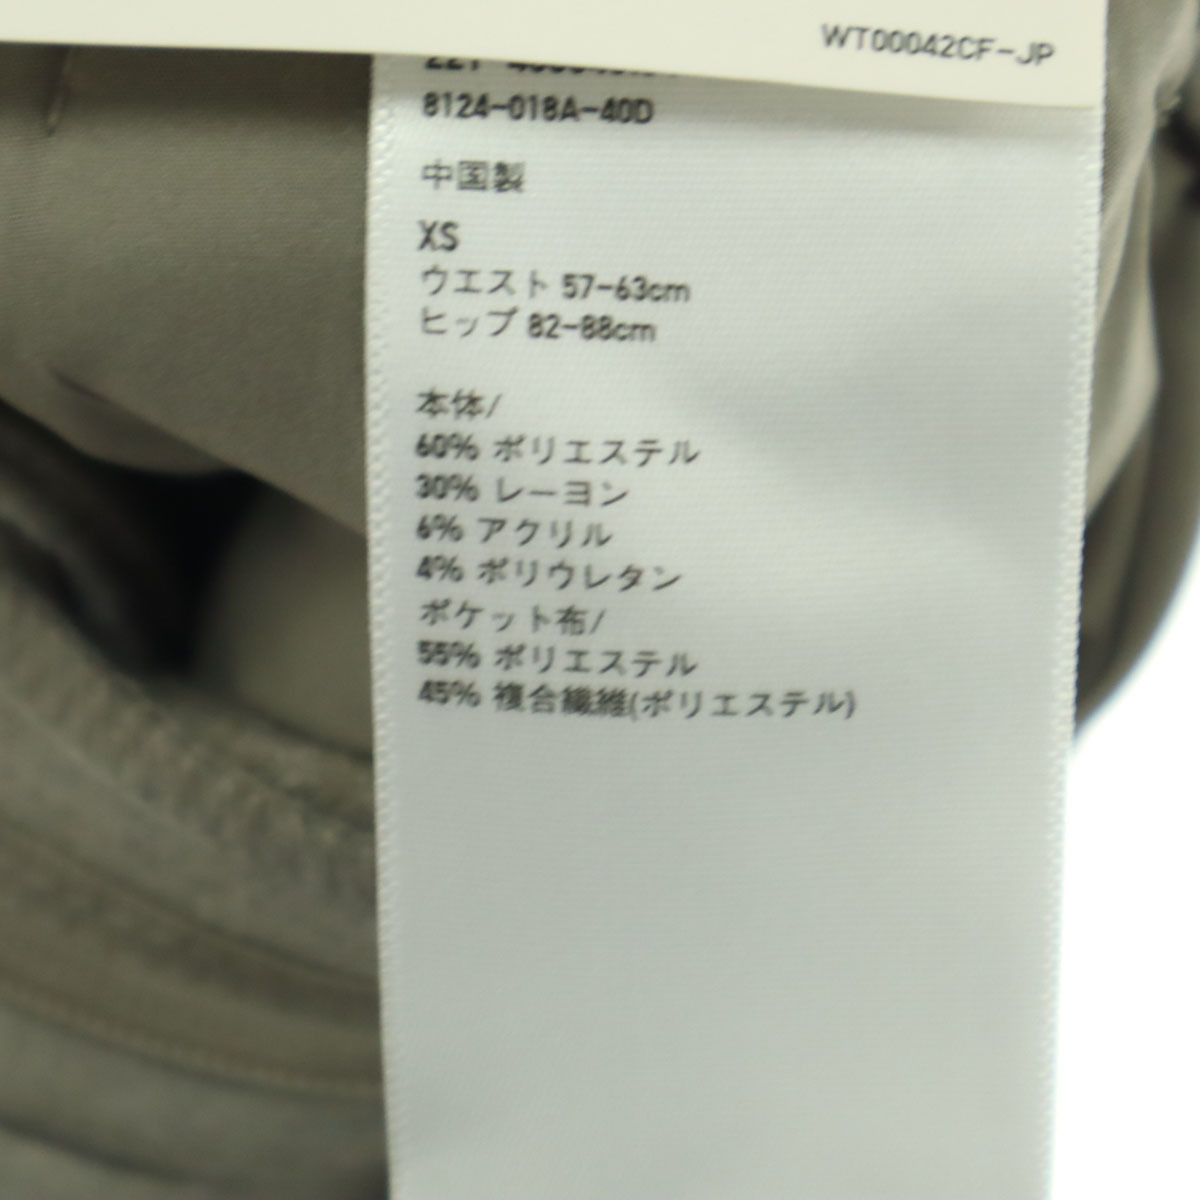 WT00042CF-JP
8124-018A-40D
中国製
XS
ウエスト 57-63cm
ヒップ 82-88cm
本体/
60% ポリエステル
30% レーヨン
6% アクリル
4% ポリウレタン
ポケット布/
55% ポリエステル
45% 複合繊維(ポリエステル)